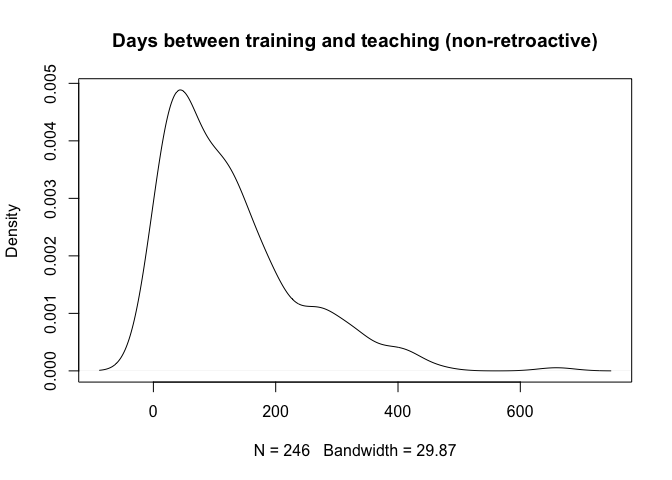 Days between training and teaching (non-retroactive)
0.005
0.004
0.003
0.002
0.001
0.000
Density
0 200 400 600
N = 246 Bandwidth = 29.87